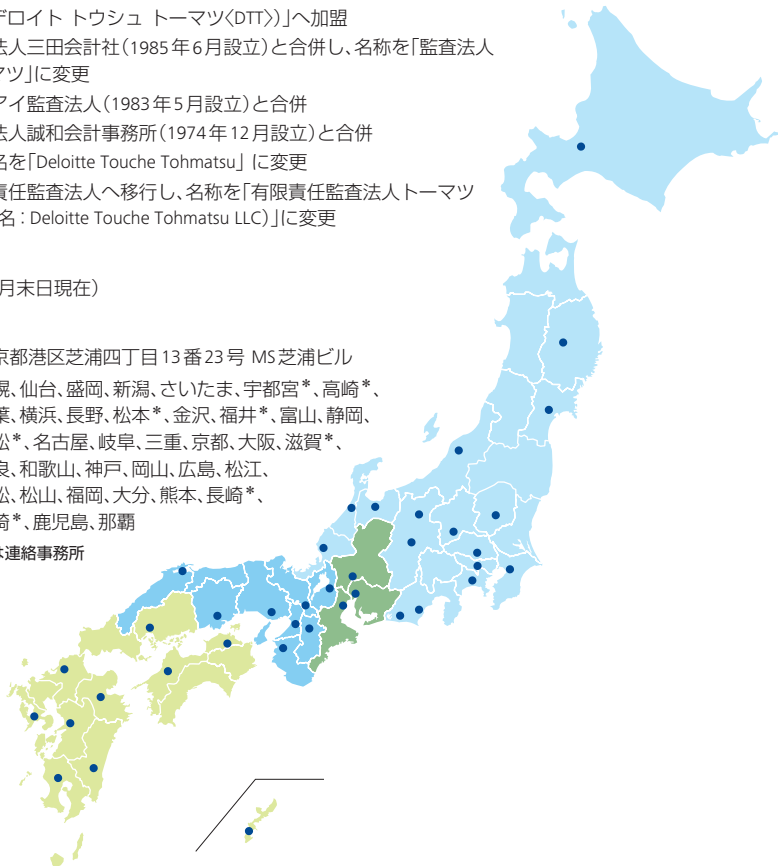 デロイト トウシュ トーマツ〈DTT〉)」へ加盟
法人三田会計社(1985年6月設立)と合併し、名称を「監査法人
マツ」に変更
アイ監査法人(1983年5月設立)と合併
法人誠和会計事務所(1974年12月設立)と合併
名を「Deloitte Touche Tohmatsu」に変更
責任監査法人へ移行し、名称を「有限責任監査法人トーマツ
名:Deloitte Touche Tohmatsu LLC)」に変更
月末日現在)
京都港区芝浦四丁目13番23号 MS芝浦ビル
幌、仙台、盛岡、新潟、さいたま、宇都宮*、高崎*、
葉、横浜、長野、松本*、金沢、福井*、富山、静岡、
松*、名古屋、岐阜、三重、京都、大阪、滋賀*、
良、和歌山、神戸、岡山、広島、松江、
松、松山、福岡、大分、熊本、長崎*、
崎*、鹿児島、那覇
は連絡事務所